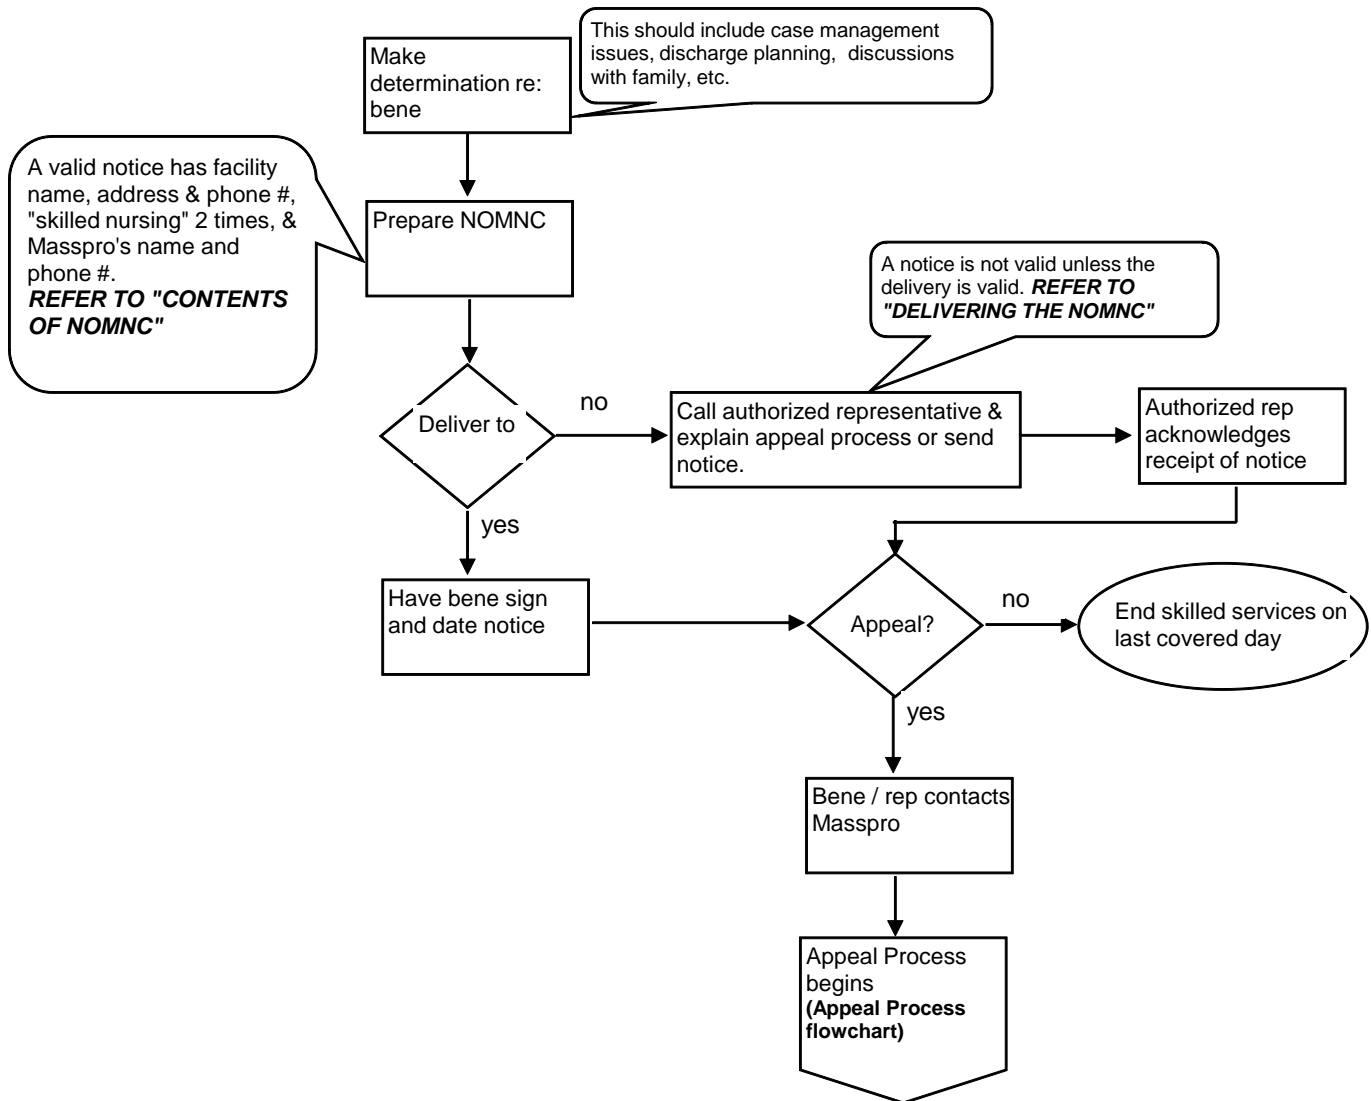 This should include case management
issues, discharge planning, discussions
with family, etc.
Make
determination re:
bene
A valid notice has facility
name, address & phone #,
"skilled nursing" 2 times, &
Masspro's name and
phone #.
REFER TO "CONTENTS
OF NOMNC"
Prepare NOMNC
A notice is not valid unless the
delivery is valid. REFER TO
"DELIVERING THE NOMNC"
Deliver to
no
Call authorized representative &
explain appeal process or send
notice.
Authorized rep
acknowledges
receipt of notice
yes
Have bene sign
and date notice
Appeal?
no
End skilled services on
last covered day
yes
Bene / rep contacts
Masspro
Appeal Process
begins
(Appeal Process
flowchart)